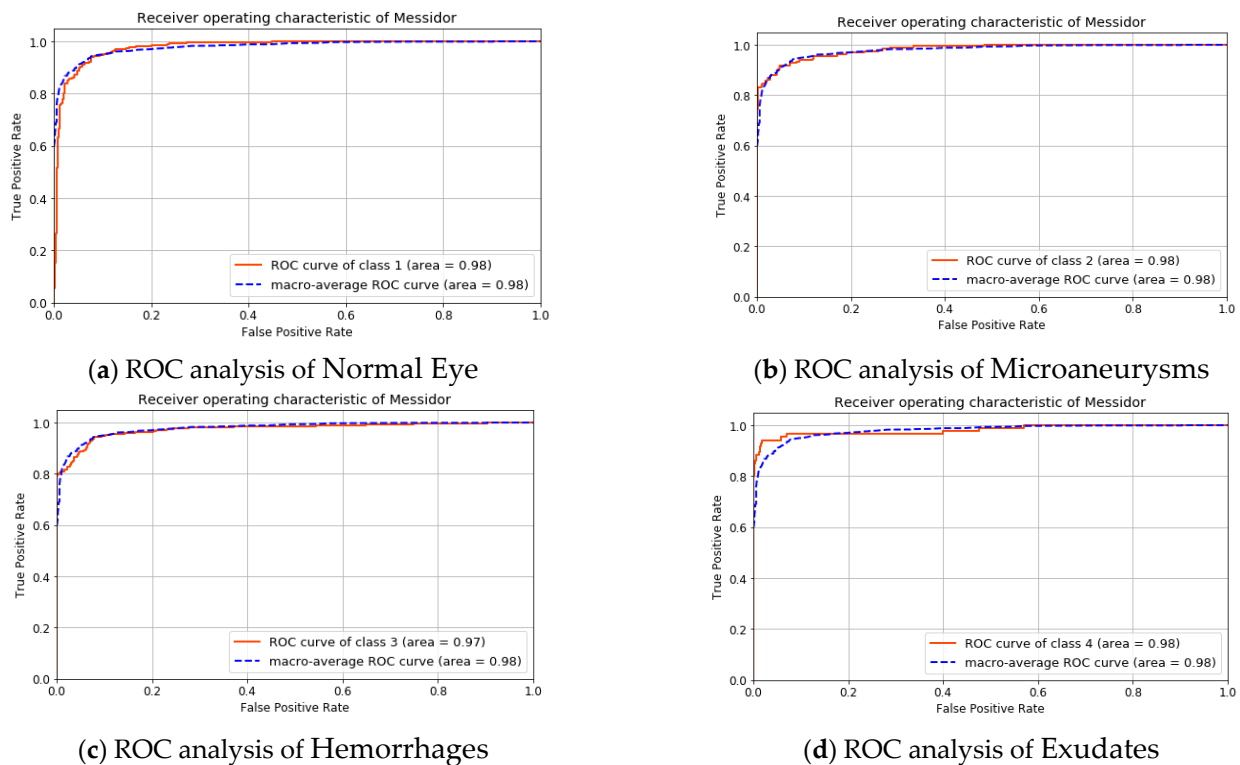 Receiver operating characteristic of Messidor
1.0
0.8
0.6
0.4
0.2
0.0
True Positive Rate
ROC curve of class 1 (area = 0.98)
macro-average ROC curve (area = 0.98)
0.0 0.2 0.4 0.6 0.8 1.0
False Positive Rate
(a) ROC analysis of Normal Eye
Receiver operating characteristic of Messidor
1.0
0.8
0.6
0.4
0.2
0.0
True Positive Rate
ROC curve of class 2 (area = 0.98)
macro-average ROC curve (area = 0.98)
0.0 0.2 0.4 0.6 0.8 1.0
False Positive Rate
(b) ROC analysis of Microaneurysms
Receiver operating characteristic of Messidor
1.0
0.8
0.6
0.4
0.2
0.0
True Positive Rate
ROC curve of class 3 (area = 0.97)
macro-average ROC curve (area = 0.98)
0.0 0.2 0.4 0.6 0.8 1.0
False Positive Rate
(c) ROC analysis of Hemorrhages
Receiver operating characteristic of Messidor
1.0
0.8
0.6
0.4
0.2
0.0
True Positive Rate
ROC curve of class 4 (area = 0.98)
macro-average ROC curve (area = 0.98)
0.0 0.2 0.4 0.6 0.8 1.0
False Positive Rate
(d) ROC analysis of Exudates